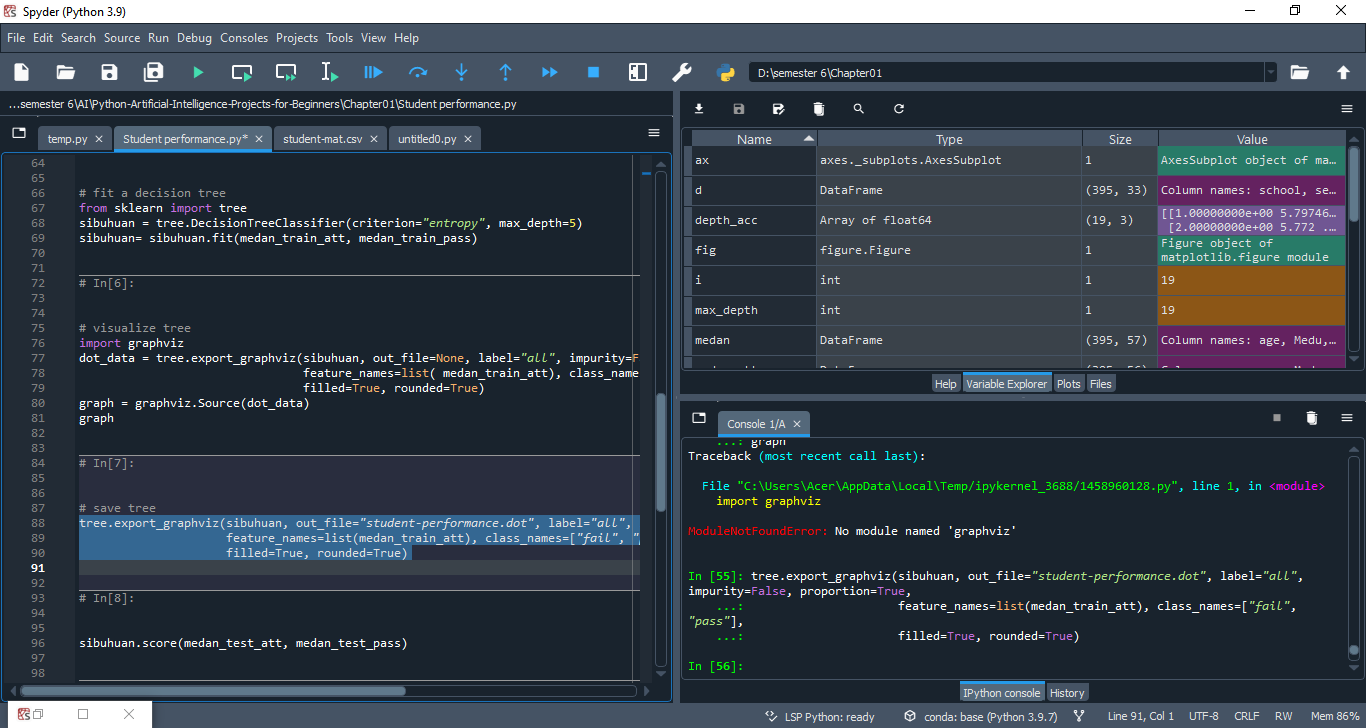 Spyder (Python 3.9)
File Edit Search Source Run Debug Consoles Projects Tools View Help
D:\semester 6\Chapter01
...semester 6\AI\Python-Artificial-Intelligence-Projects-for-Beginners\Chapter01\Student performance.py
temp.py Student performance.py* student-mat.csv untitled0.py
64
65
66 # fit a decision tree
67 from sklearn import tree
68 sibuhuan = tree.DecisionTreeClassifier(criterion="entropy", max_depth=5)
69 sibuhuan= sibuhuan.fit(medan_train_att, medan_train_pass)
70
71
72 # In[6]:
73
74
75 # visualize tree
76 import graphviz
77 dot_data = tree.export_graphviz(sibuhuan, out_file=None, label="all", impurity=F
78 feature_names=list( medan_train_att), class_name
79 filled=True, rounded=True)
80 graph = graphviz.Source(dot_data)
81 graph
82
83
84 # In[7]:
85
86
87 # save tree
88 tree.export_graphviz(sibuhuan, out_file="student-performance.dot", label="all",
89 feature_names=list(medan_train_att), class_names=["fail", "
90 filled=True, rounded=True)
91
92
93 # In[8]:
94
95
96 sibuhuan.score(medan_test_att, medan_test_pass)
97
98
Name Type Size Value
ax axes._subplots.AxesSubplot 1 AxesSubplot object of ma...
d DataFrame (395, 33) Column names: school, se...
depth_acc Array of float64 (19, 3) [[1.00000000e+00 5.79746...
[2.00000000e+00 5.772 ...
fig figure.Figure 1 Figure object of
matplotlib.figure module
i int 1 19
max_depth int 1 19
medan DataFrame (395, 57) Column names: age, Medu,...
Help Variable Explorer Plots Files
Console 1/A
...: graph
Traceback (most recent call last):
File "C:\Users\Acer\AppData\Local\Temp/ipykernel_3688/1458960128.py", line 1, in <module>
import graphviz
ModuleNotFoundError: No module named 'graphviz'
In [55]: tree.export_graphviz(sibuhuan, out_file="student-performance.dot", label="all",
impurity=False, proportion=True,
...: feature_names=list(medan_train_att), class_names=["fail",
"pass"],
...: filled=True, rounded=True)
In [56]:
IPython console History
LSP Python: ready conda: base (Python 3.9.7) Line 91, Col 1 UTF-8 CRLF RW Mem 86%